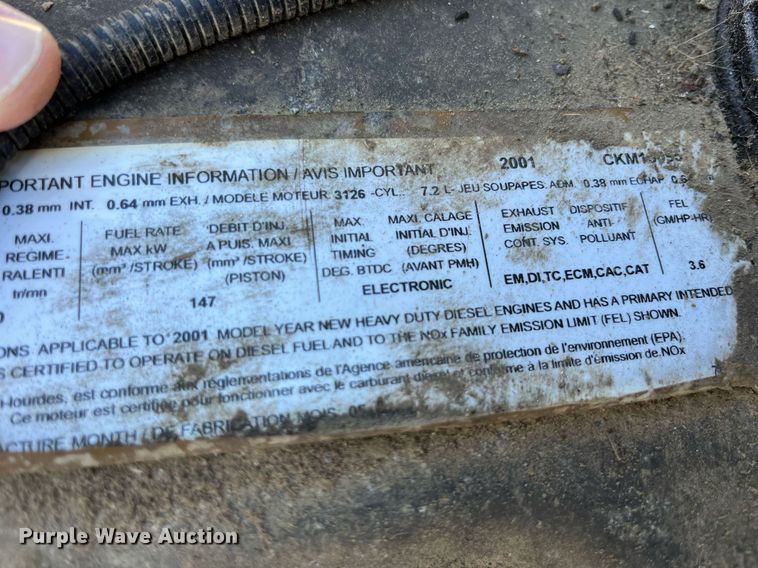 PORTANT ENGINE INFORMATION / AVIS IMPORTANT 2001
0.38 mm INT. 0.64 mm EXH. / MODELE MOTEUR 3126 -CYL.: 7.2 L- JEU SOUPAPES. ADM. 0.38 mm ECHAP.
MAXI. REGIME. RALENTI tr/mn
FUEL RATE MAX kW (mm³ /STROKE)
DEBIT D'INJ. A PUIS. MAXI (mm³ /STROKE) (PISTON)
147
MAX. INITIAL TIMING DEG. BTDC
MAXI. CALAGE INITIAL D'INJ. (DEGRES) (AVANT PMH)
ELECTRONIC
EXHAUST EMISSION CONT. SYS.
DISPOSITIF ANTI- POLLUANT
EM,DI,TC,ECM,CAC,CAT
FEL (GM/HP-HR)
3.6
ONS APPLICABLE TO 2001 MODEL YEAR NEW HEAVY DUTY DIESEL ENGINES AND HAS A PRIMARY INTENDED
S CERTIFIED TO OPERATE ON DIESEL FUEL AND TO THE NOx FAMILY EMISSION LIMIT (FEL) SHOWN.
Hourdes, est conforme aux réglementations de l'Agence américaine de protection de l'environnement (EPA).
Ce moteur est certifié pour fonctionner avec le carburant diesel et conforme à la limite d'émission de NOx
ACTURE MONTH / DE FABRICATION MOIS
Purple Wave Auction